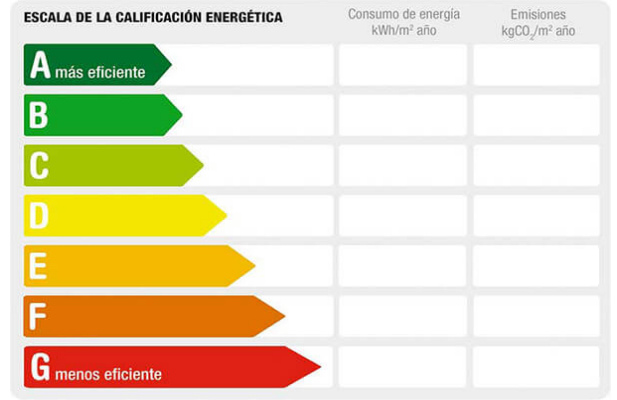 ESCALA DE LA CALIFICACIÓN ENERGÉTICA
Consumo de energía
kWh/m² año
Emisiones
kgCO₂/m² año
A más eficiente
B
C
D
E
F
G menos eficiente